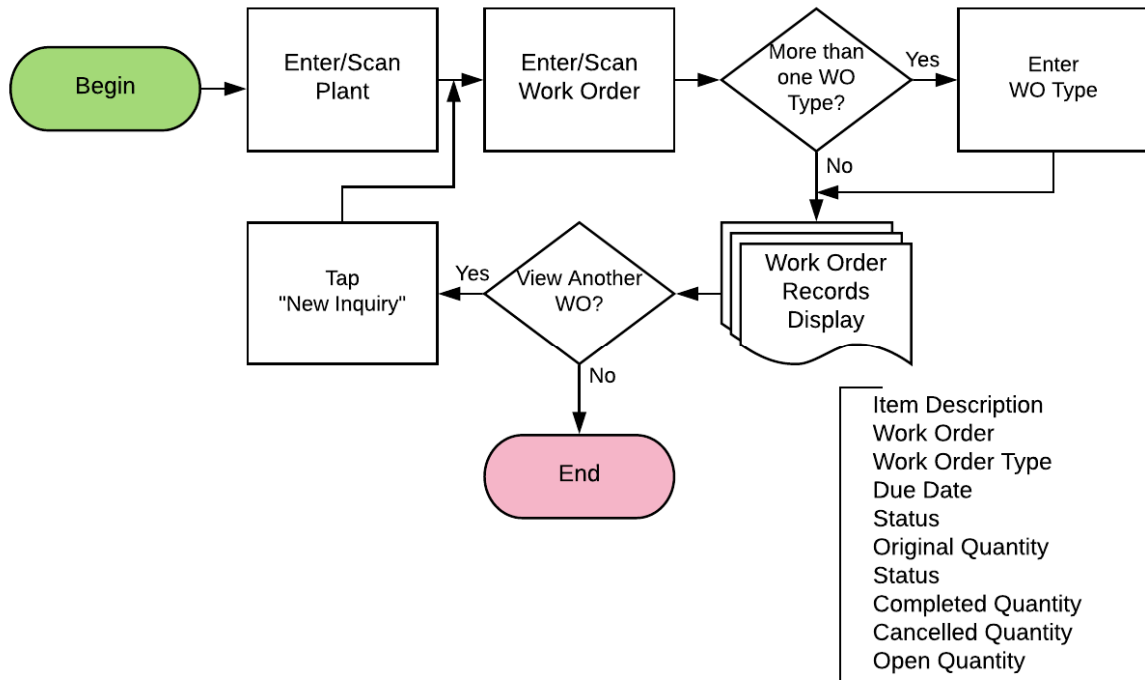 Begin
Enter/Scan
Plant
Enter/Scan
Work Order
More than
one WO
Type?
Yes
Enter
WO Type
No
Work Order
Records
Display
View Another
WO?
Yes
Tap
"New Inquiry"
No
End
Item Description
Work Order
Work Order Type
Due Date
Status
Original Quantity
Status
Completed Quantity
Cancelled Quantity
Open Quantity